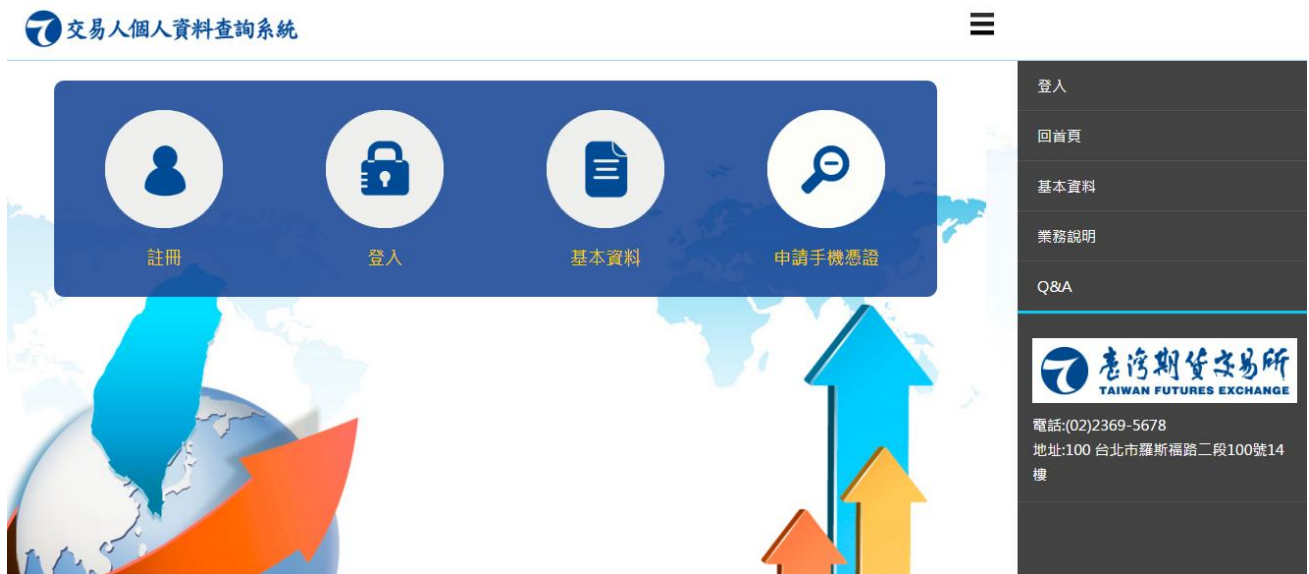 交易人個人資料查詢系統
註冊
登入
基本資料
申請手機憑證
登入
回首頁
基本資料
業務說明
Q&A
臺灣期货交易所
TAIWAN FUTURES EXCHANGE
電話:(02)2369-5678
地址:100 台北市羅斯福路二段100號14
樓